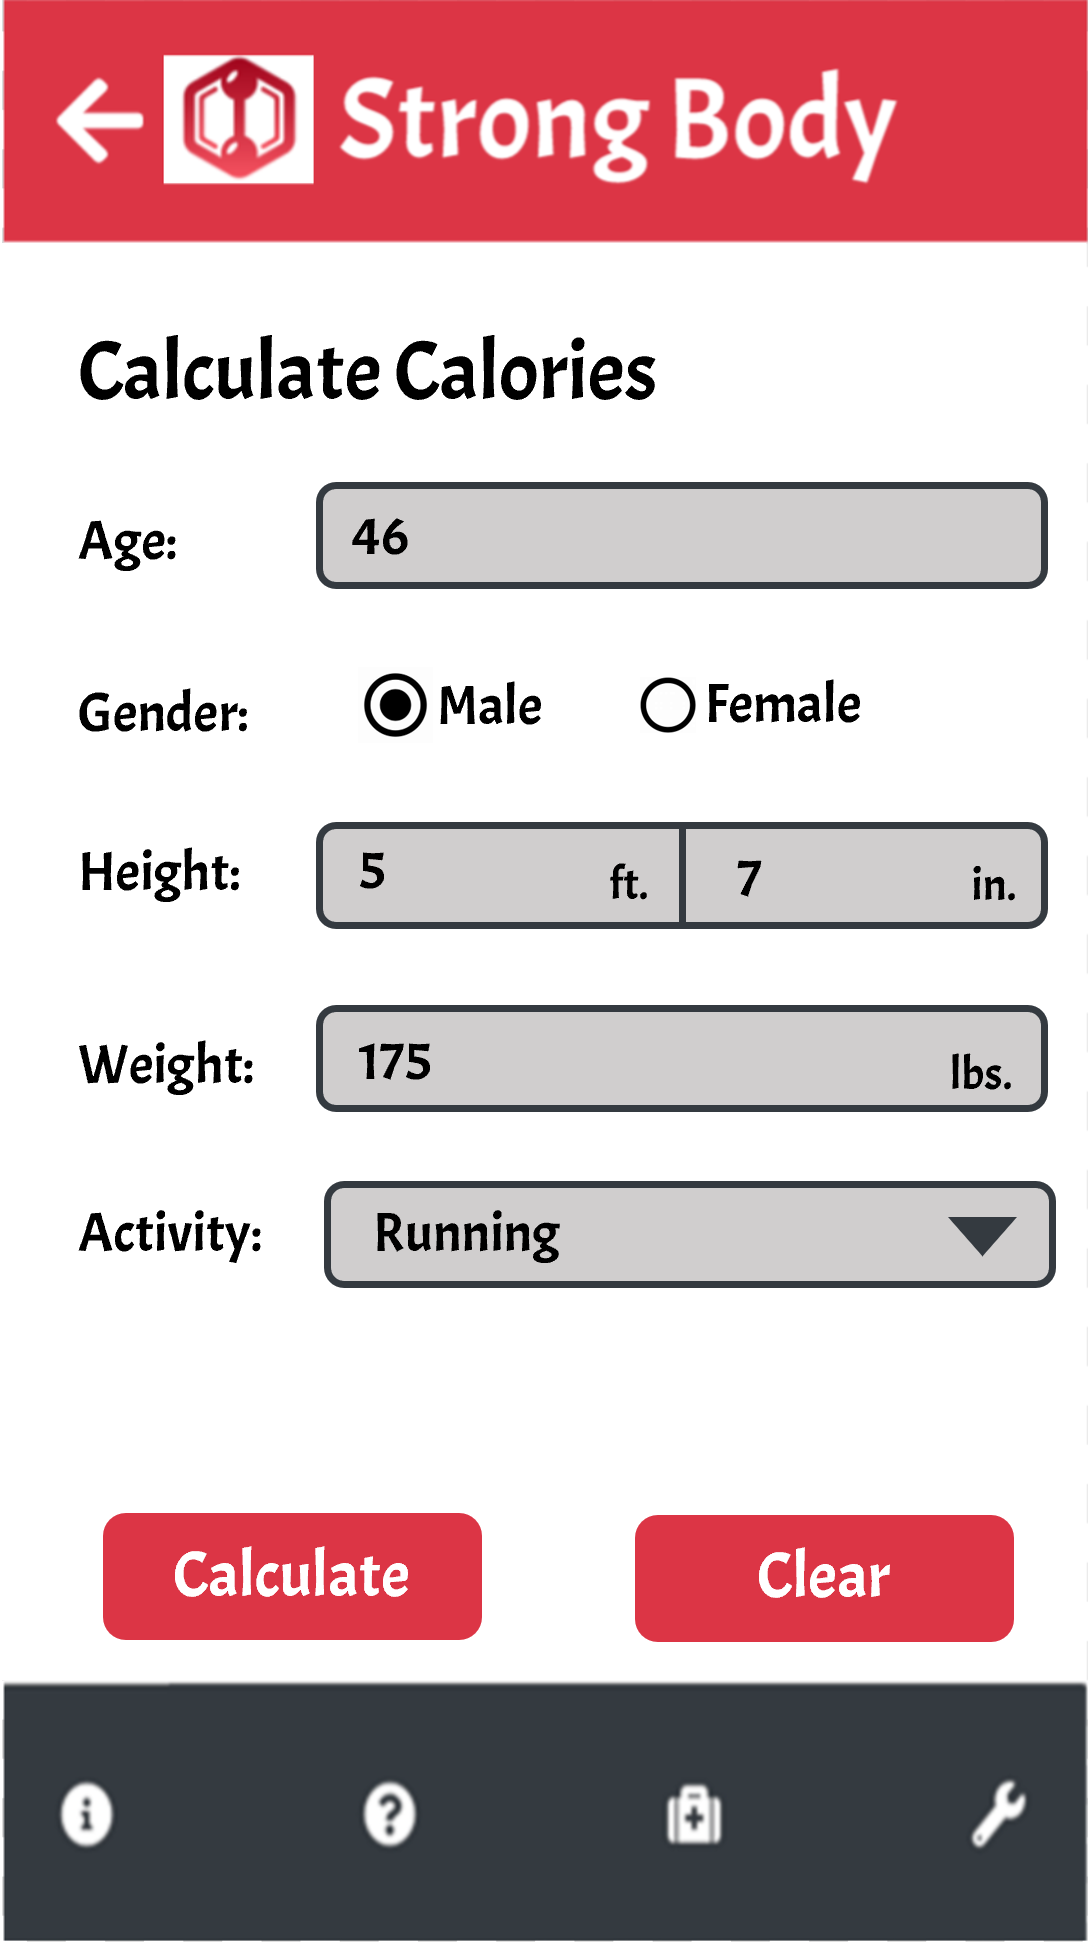 Strong Body
Calculate Calories
Age: 46
Gender: Male Female
Height: 5 ft. 7 in.
Weight: 175 lbs.
Activity: Running
Calculate Clear